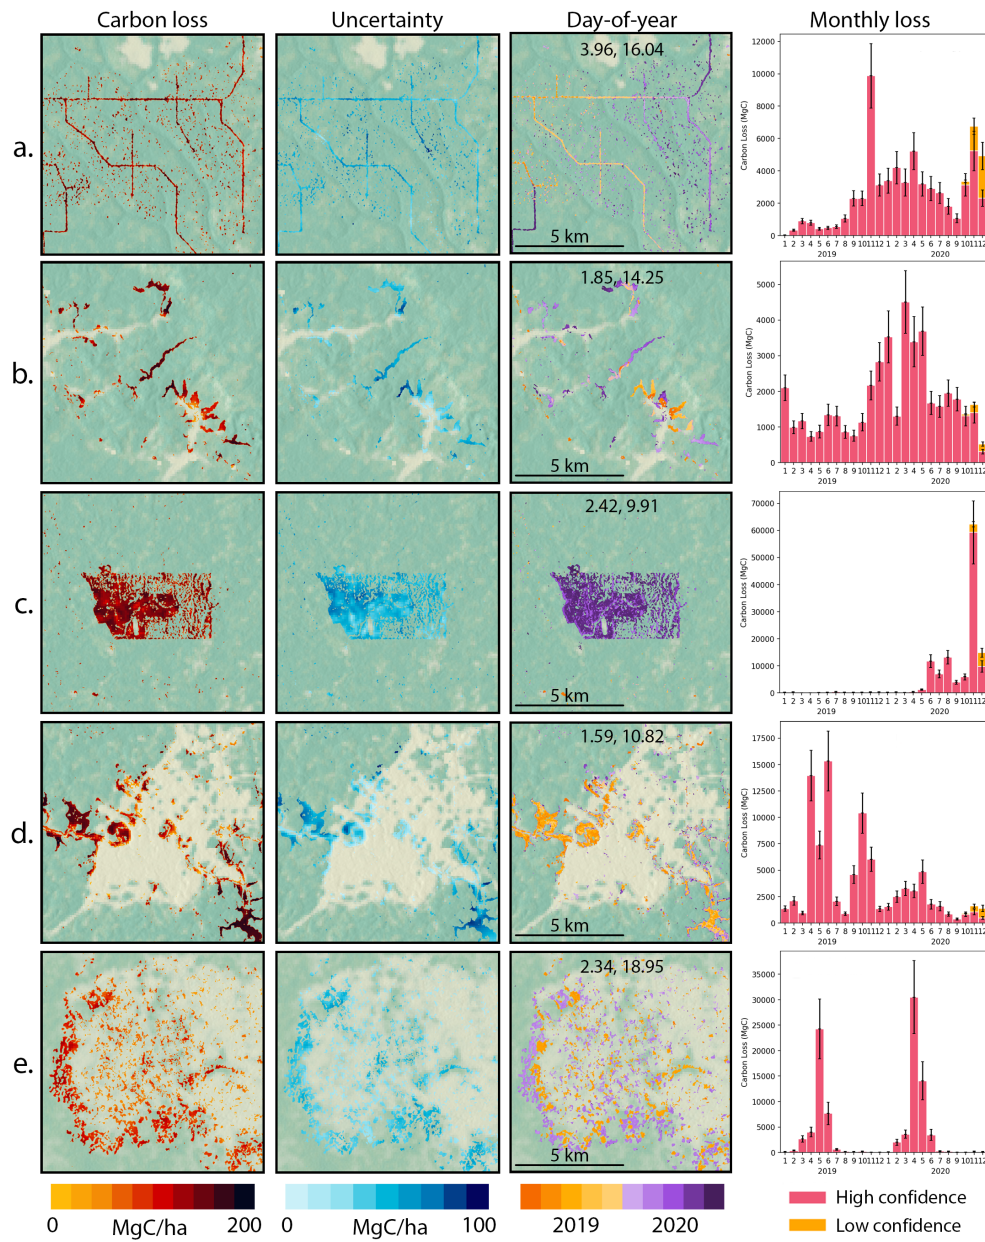 Carbon loss Uncertainty Day-of-year Monthly loss
a.
3.96, 16.04
5 km
Carbon Loss (MgC)
12000
10000
8000
6000
4000
2000
0
1 2 3 4 5 6 7 8 9 10 11 12 1 2 3 4 5 6 7 8 9 10 11 12
2019 2020
b.
1.85, 14.25
5 km
Carbon Loss (MgC)
5000
4000
3000
2000
1000
0
1 2 3 4 5 6 7 8 9 10 11 12 1 2 3 4 5 6 7 8 9 10 11 12
2019 2020
c.
2.42, 9.91
5 km
Carbon Loss (MgC)
70000
60000
50000
40000
30000
20000
10000
0
1 2 3 4 5 6 7 8 9 10 11 12 1 2 3 4 5 6 7 8 9 10 11 12
2019 2020
d.
1.59, 10.82
5 km
Carbon Loss (MgC)
17500
15000
12500
10000
7500
5000
2500
0
1 2 3 4 5 6 7 8 9 10 11 12 1 2 3 4 5 6 7 8 9 10 11 12
2019 2020
e.
2.34, 18.95
5 km
Carbon Loss (MgC)
35000
30000
25000
20000
15000
10000
5000
0
1 2 3 4 5 6 7 8 9 10 11 12 1 2 3 4 5 6 7 8 9 10 11 12
2019 2020
0 MgC/ha 200
0 MgC/ha 100
2019 2020
High confidence
Low confidence